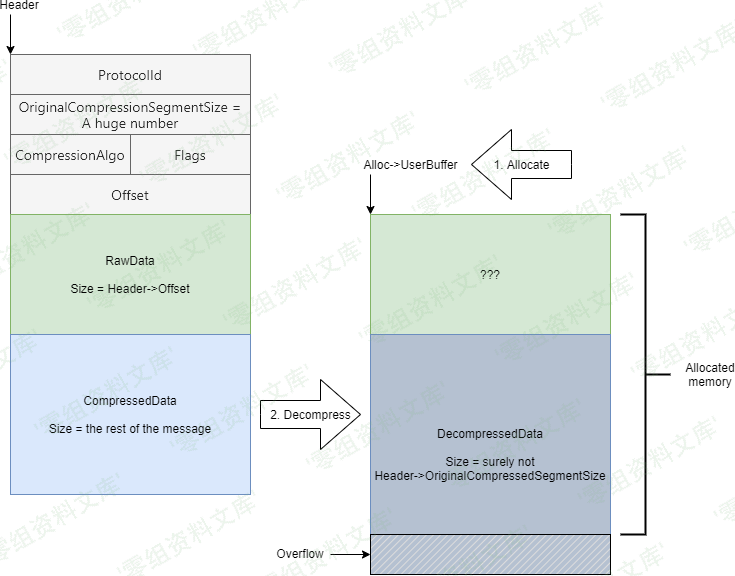 Header
ProtocolId
OriginalCompressionSegmentSize =
A huge number
CompressionAlgo
Flags
Offset
RawData
Size = Header->Offset
CompressedData
Size = the rest of the message
Alloc->UserBuffer
1. Allocate
???
2. Decompress
DecompressedData
Size = surely not
Header->OriginalCompressedSegmentSize
Allocated
memory
Overflow
'零组资料文库'